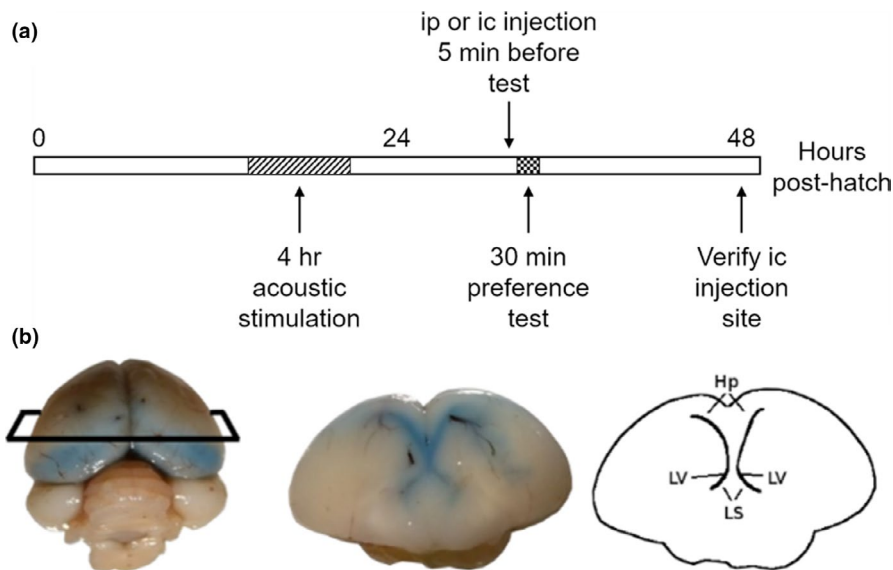 (a)
ip or ic injection
5 min before
test
0
24
48
Hours
post-hatch
4 hr
acoustic
stimulation
30 min
preference
test
Verify ic
injection
site
(b)
Hp
LV
LV
LS